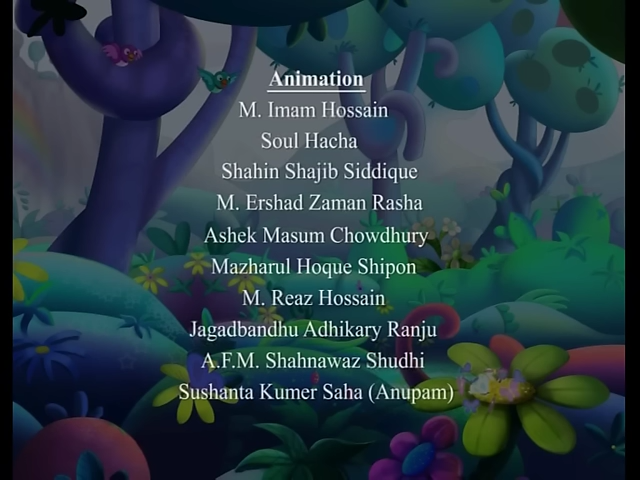 Animation
M. Imam Hossain
Soul Hacha
Shahin Shajib Siddique
M. Ershad Zaman Rasha
Ashek Masum Chowdhury
Mazharul Hoque Shipon
M. Reaz Hossain
Jagadbandhu Adhikary Ranju
A.F.M. Shahnawaz Shudhi
Sushanta Kumer Saha (Anupam)